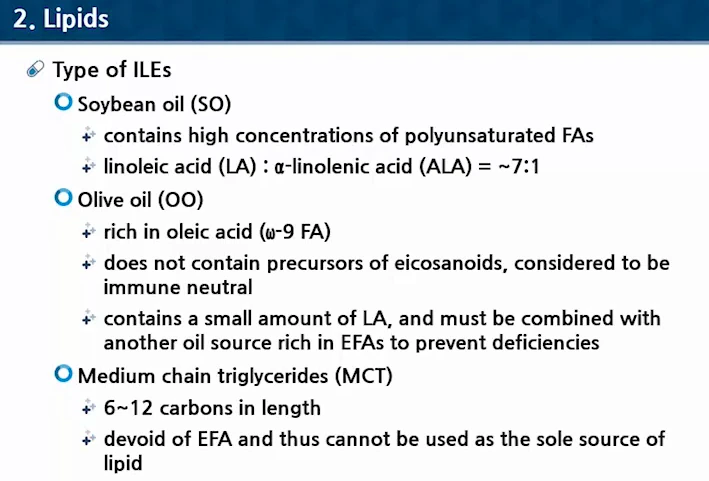 2. Lipids
Type of ILEs
Soybean oil (SO)
contains high concentrations of polyunsaturated FAs
linoleic acid (LA) : α-linolenic acid (ALA) = ~7:1
Olive oil (OO)
rich in oleic acid (ω-9 FA)
does not contain precursors of eicosanoids, considered to be
immune neutral
contains a small amount of LA, and must be combined with
another oil source rich in EFAs to prevent deficiencies
Medium chain triglycerides (MCT)
6~12 carbons in length
devoid of EFA and thus cannot be used as the sole source of
lipid